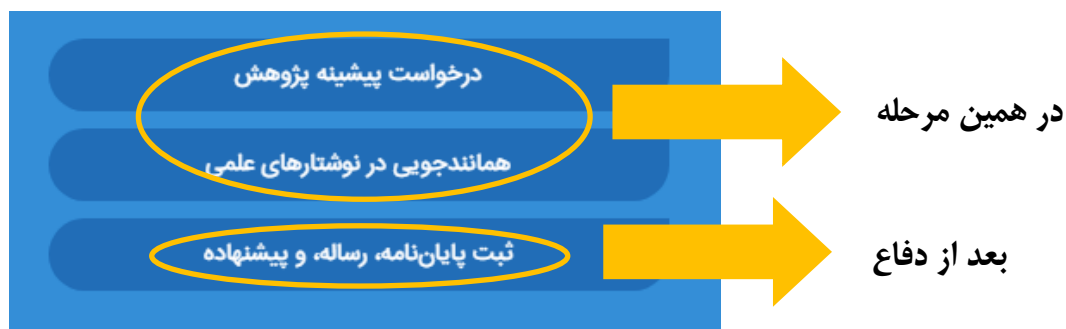 درخواست پیشینه پژوهش
همانندجویی در نوشتارهای علمی
در همین مرحله
ثبت پایان‌نامه، رساله، و پیشنهاده
بعد از دفاع